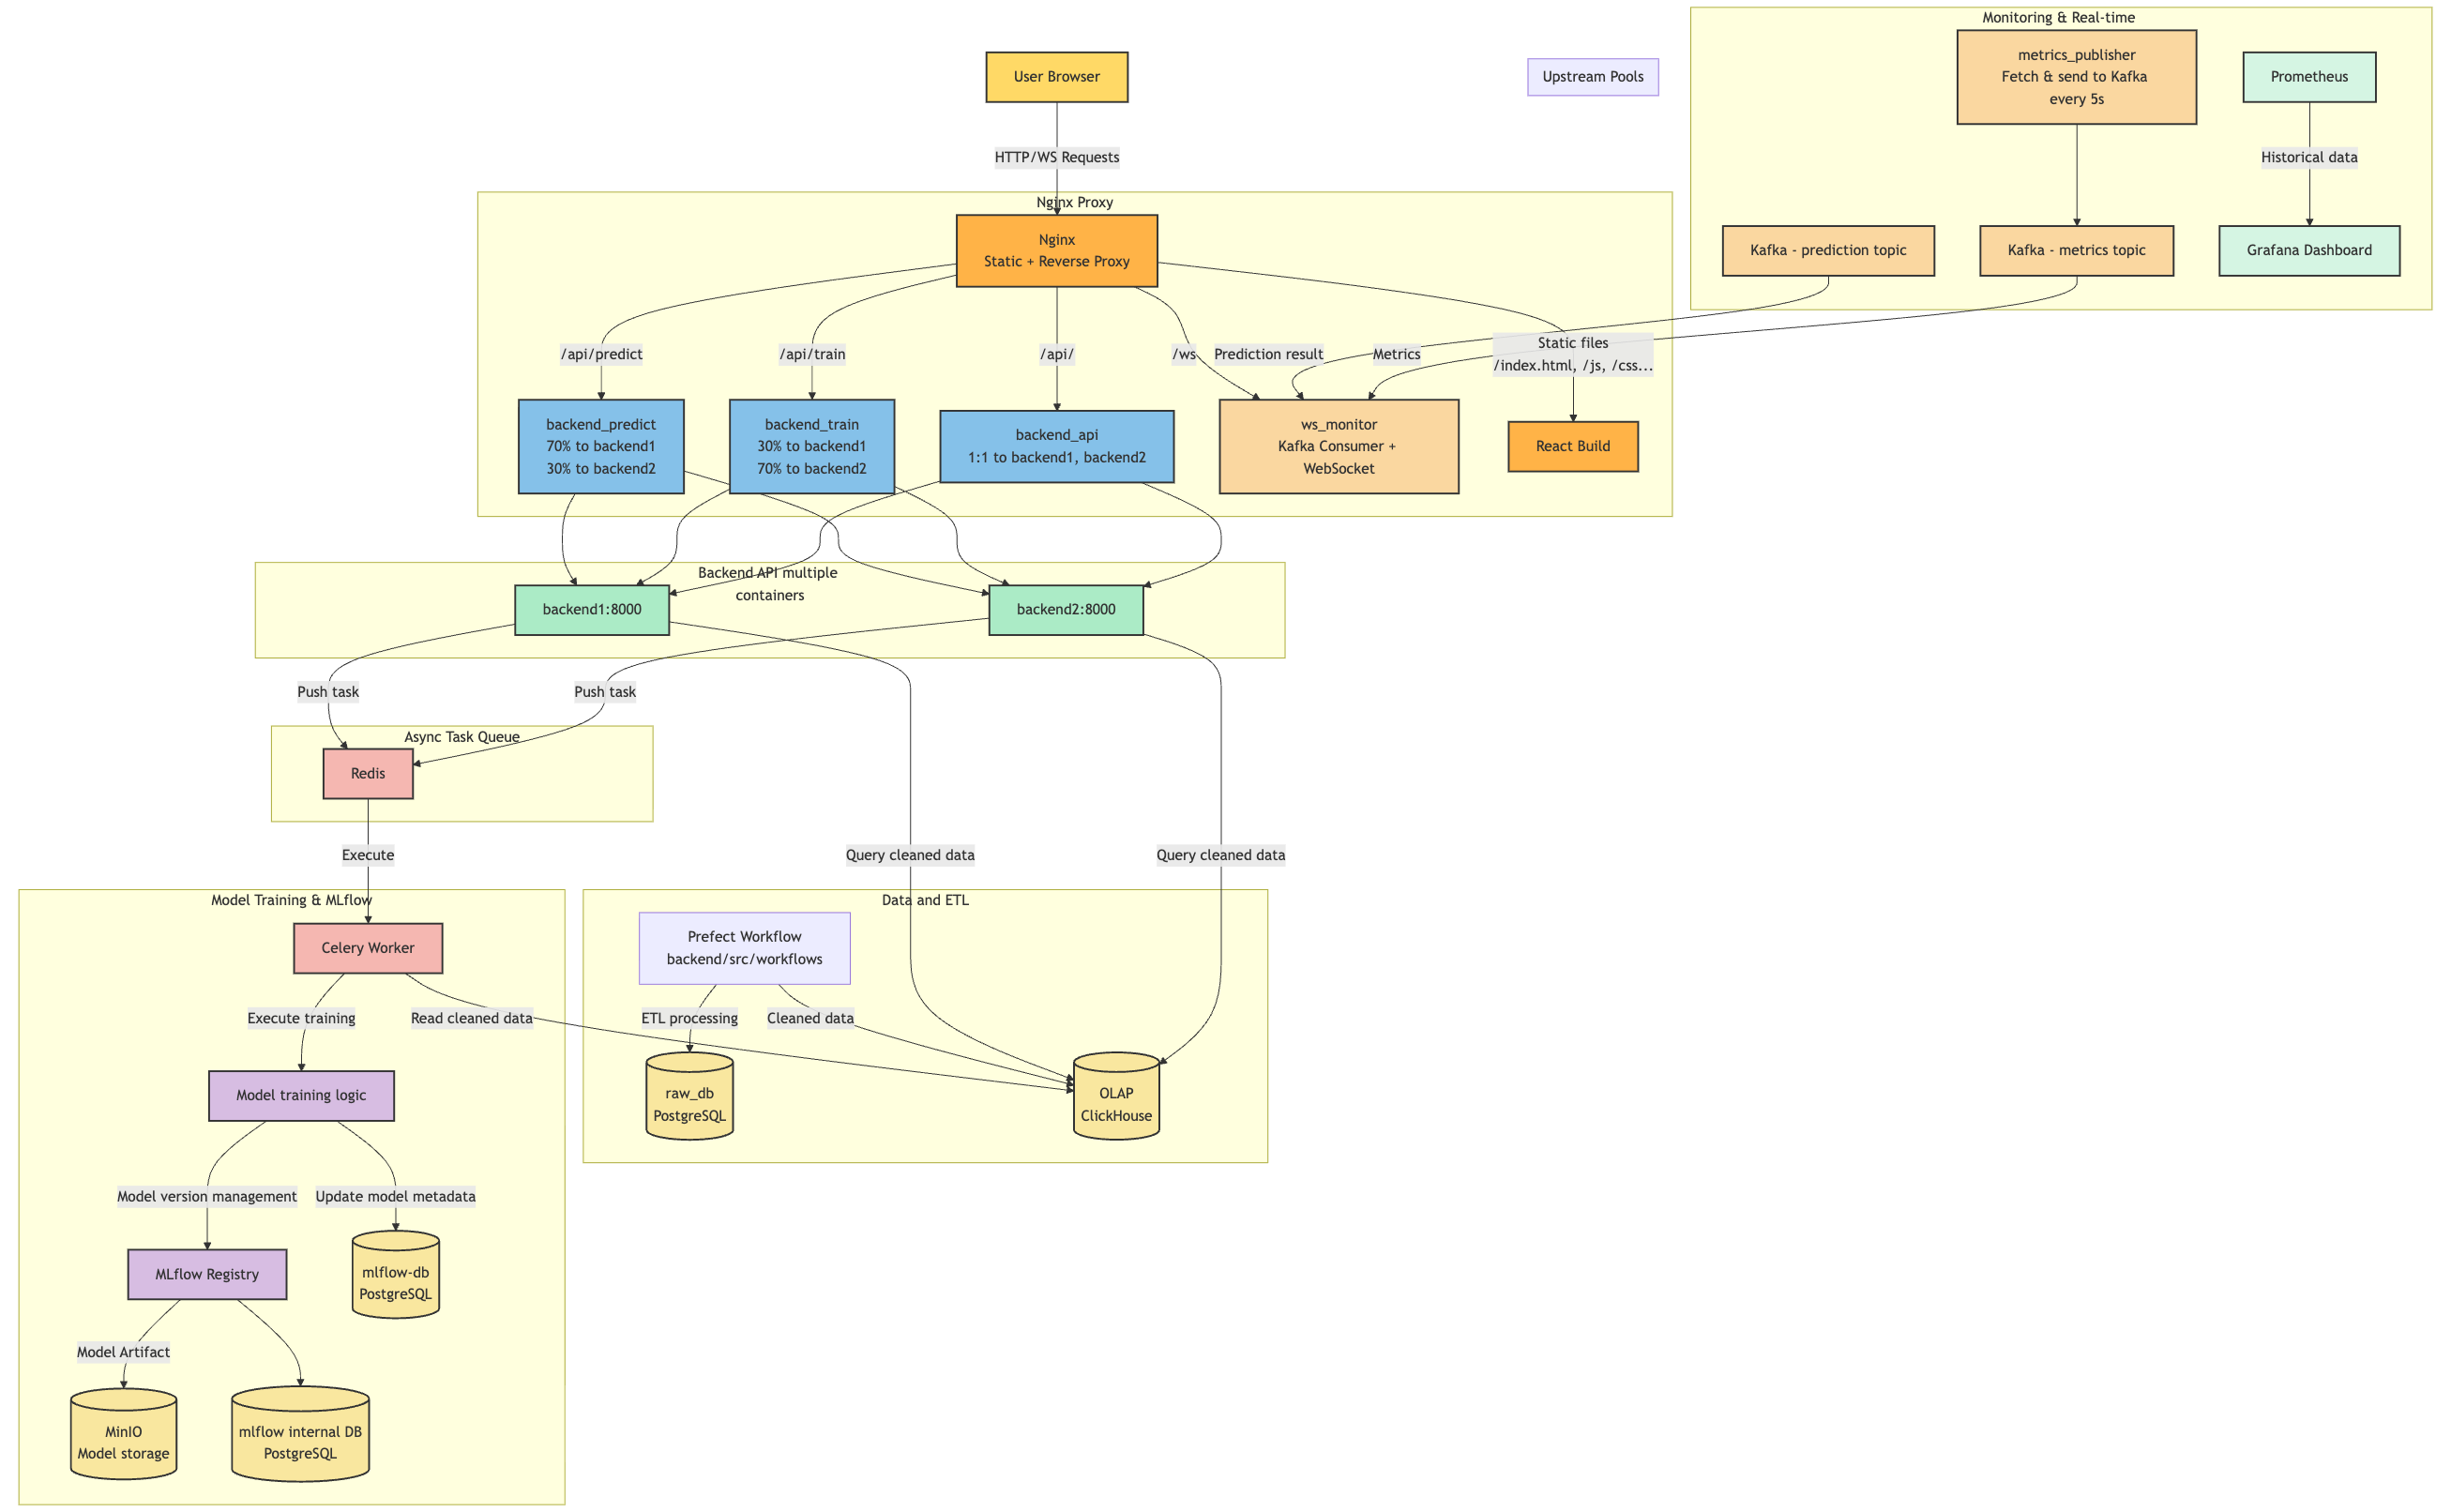 Monitoring & Real-time
User Browser
Upstream Pools
metrics_publisher
Fetch & send to Kafka
every 5s
Prometheus
HTTP/WS Requests
Historical data
Nginx Proxy
Nginx
Static + Reverse Proxy
Kafka - prediction topic
Kafka - metrics topic
Grafana Dashboard
/api/predict
/api/train
/api/
/ws
Prediction result
Metrics
Static files
/index.html, /js, /css...
backend_predict
70% to backend1
30% to backend2
backend_train
30% to backend1
70% to backend2
backend_api
1:1 to backend1, backend2
ws_monitor
Kafka Consumer +
WebSocket
React Build
Backend API multiple
containers
backend1:8000
backend2:8000
Push task
Push task
Async Task Queue
Redis
Execute
Query cleaned data
Query cleaned data
Model Training & MLflow
Data and ETL
Celery Worker
Prefect Workflow
backend/src/workflows
Execute training
Read cleaned data
ETL processing
Cleaned data
Model training logic
raw_db
PostgreSQL
OLAP
ClickHouse
Model version management
Update model metadata
MLflow Registry
mlflow-db
PostgreSQL
Model Artifact
MinIO
Model storage
mlflow internal DB
PostgreSQL